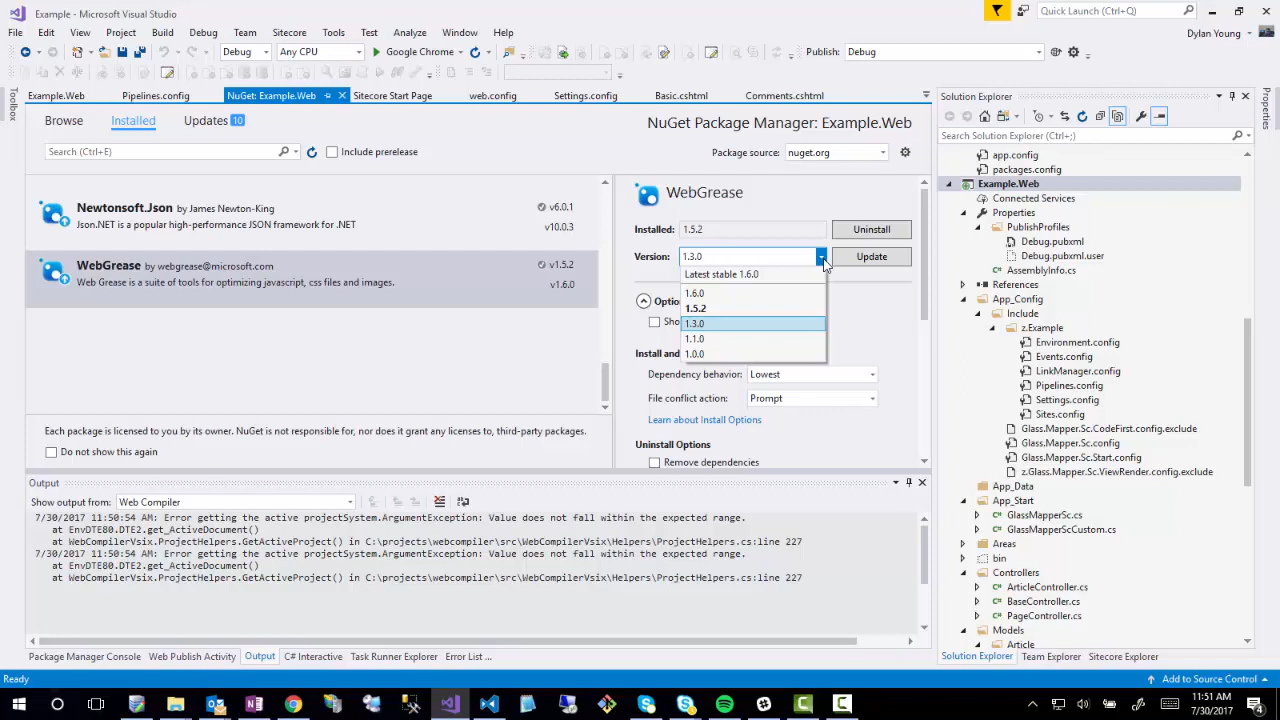 Example - Microsoft Visual Studio
Quick Launch (Ctrl+Q)
File Edit View Project Build Debug Team Sitecore Tools Test Analyze Window Help
Dylan Young
Debug Any CPU Google Chrome Publish: Debug
Toolbox
Example.Web Pipelines.config NuGet: Example.Web Sitecore Start Page web.config Settings.config Basic.cshtml Comments.cshtml
Browse Installed Updates 10
NuGet Package Manager: Example.Web
Search (Ctrl+E)
Include prerelease
Package source: nuget.org
Newtonsoft.Json by James Newton-King v6.0.1
Json.NET is a popular high-performance JSON framework for .NET v10.0.3
WebGrease by webgrease@microsoft.com v1.5.2
Web Grease is a suite of tools for optimizing javascript, css files and images. v1.6.0
Each package is licensed to you by its owner. NuGet is not responsible for, nor does it grant any licenses to, third-party packages.
Do not show this again
WebGrease
Installed: 1.5.2 Uninstall
Version: 1.3.0 Update
Latest stable 1.6.0
1.6.0
1.5.2
1.3.0
1.1.0
1.0.0
Optio
Sho
Install and
Dependency behavior: Lowest
File conflict action: Prompt
Learn about Install Options
Uninstall Options
Remove dependencies
Output
Show output from: Web Compiler
7/30/2017 11:50:54 AM: Error getting the active projectSystem.ArgumentException: Value does not fall within the expected range.
at EnvDTE80.DTE2.get_ActiveDocument()
at WebCompilerVsix.ProjectHelpers.GetActiveProject() in C:\projects\webcompiler\src\WebCompilerVsix\Helpers\ProjectHelpers.cs:line 227
7/30/2017 11:50:54 AM: Error getting the active projectSystem.ArgumentException: Value does not fall within the expected range.
at EnvDTE80.DTE2.get_ActiveDocument()
at WebCompilerVsix.ProjectHelpers.GetActiveProject() in C:\projects\webcompiler\src\WebCompilerVsix\Helpers\ProjectHelpers.cs:line 227
Package Manager Console Web Publish Activity Output C# Interactive Task Runner Explorer Error List ...
Solution Explorer
Search Solution Explorer (Ctrl+;)
app.config
packages.config
Example.Web
Connected Services
Properties
PublishProfiles
Debug.pubxml
Debug.pubxml.user
AssemblyInfo.cs
References
App_Config
Include
z.Example
Environment.config
Events.config
LinkManager.config
Pipelines.config
Settings.config
Sites.config
Glass.Mapper.Sc.CodeFirst.config.exclude
Glass.Mapper.Sc.config
Glass.Mapper.Sc.Start.config
z.Glass.Mapper.Sc.ViewRender.config.exclude
App_Data
App_Start
GlassMapperSc.cs
GlassMapperScCustom.cs
Areas
bin
Controllers
ArticleController.cs
BaseController.cs
PageController.cs
Models
Article
Solution Explorer Team Explorer Sitecore Explorer
Properties
Ready
Add to Source Control
11:51 AM
7/30/2017